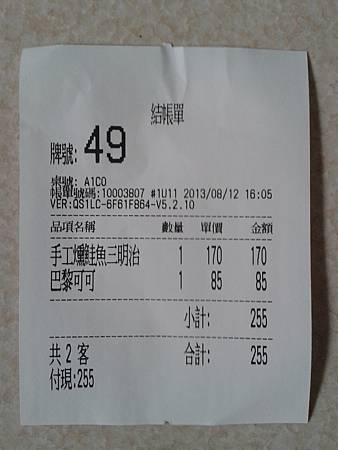 結帳單
牌號: 49
桌號: A1CO
帳單號碼:10003807 #1U11 2013/08/12 16:05
VER:QS1LC-6F61F864-V5.2.10
品項名稱 數量 單價 金額
手工燻鮭魚三明治 1 170 170
巴黎可可 1 85 85
小計: 255
共 2 客 合計: 255
付現:255